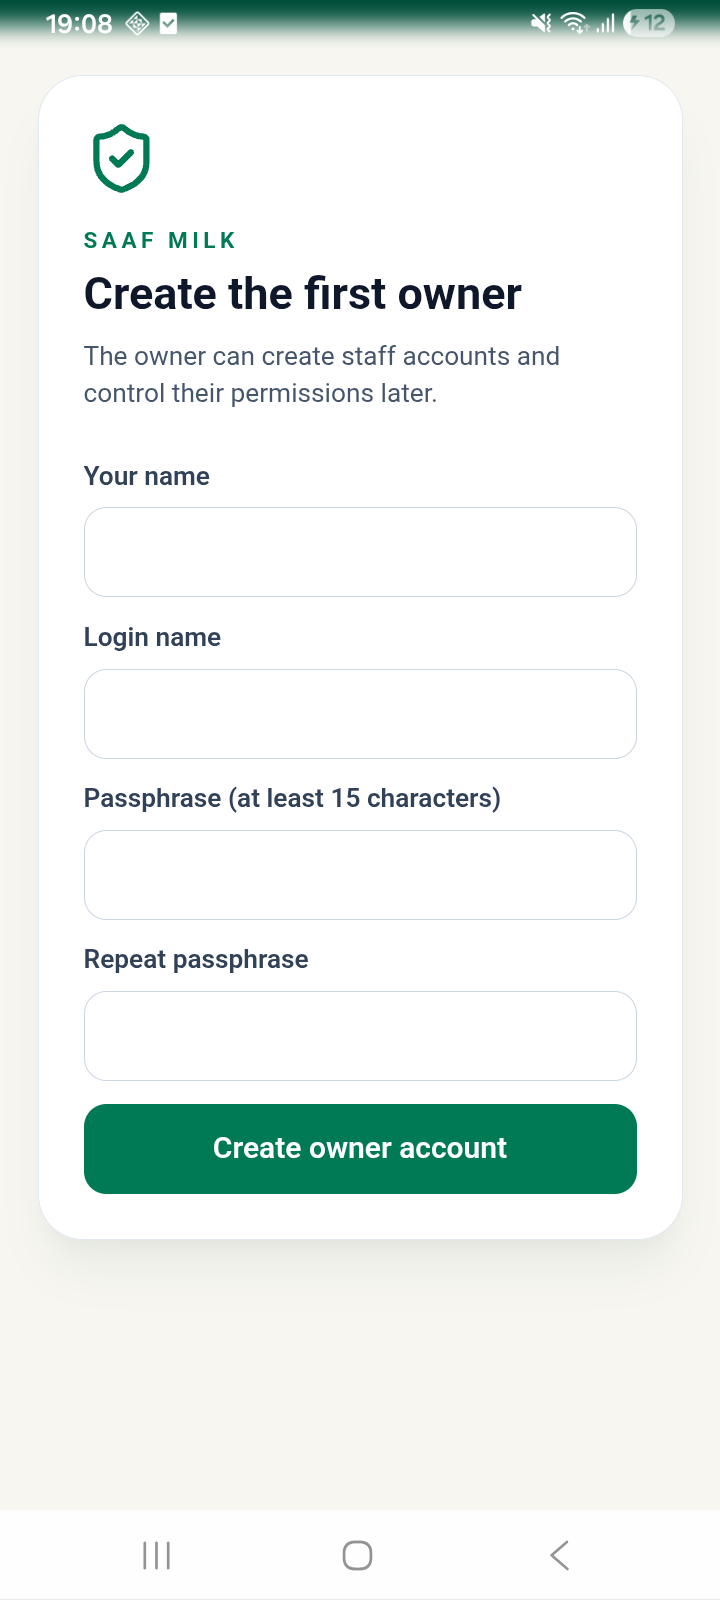 19:08
12
SAAF MILK
Create the first owner
The owner can create staff accounts and
control their permissions later.
Your name
Login name
Passphrase (at least 15 characters)
Repeat passphrase
Create owner account